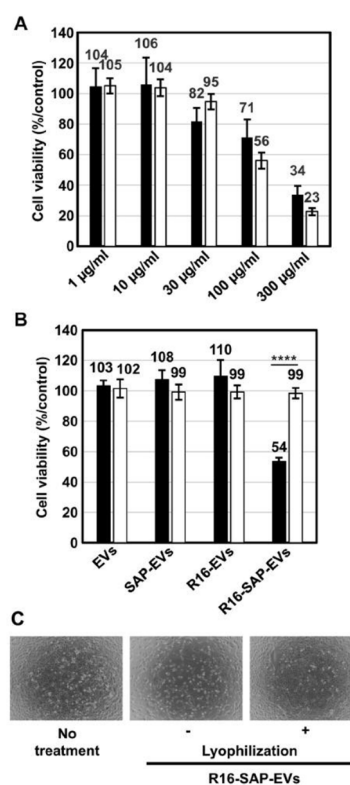 A
Cell viability (%/control)
140
120
100
80
60
40
20
0
104
105
106
104
82
95
71
56
34
23
1 µg/ml
10 µg/ml
30 µg/ml
100 µg/ml
300 µg/ml
B
Cell viability (%/control)
140
120
100
80
60
40
20
0
103
102
108
99
110
99
****
99
54
EVs
SAP-EVs
R16-EVs
R16-SAP-EVs
C
No
treatment
-
+
Lyophilization
R16-SAP-EVs